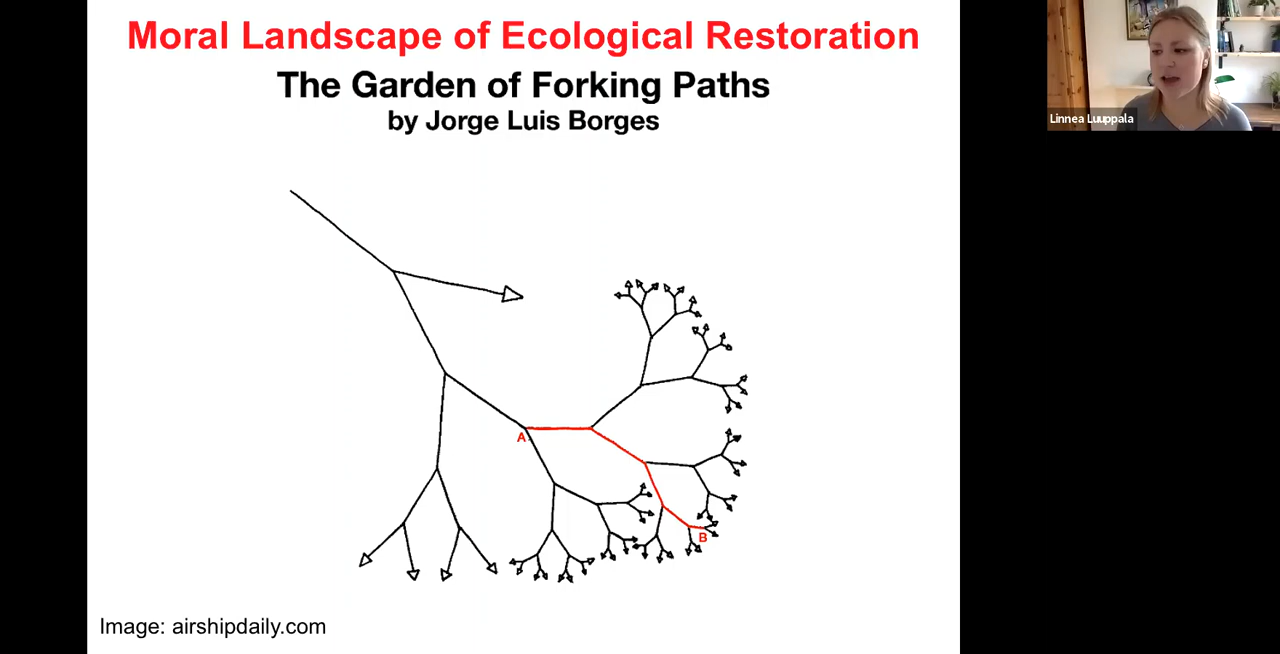 Moral Landscape of Ecological Restoration
The Garden of Forking Paths
by Jorge Luis Borges
Linnea Luuppala
A
B
Image: airshipdaily.com